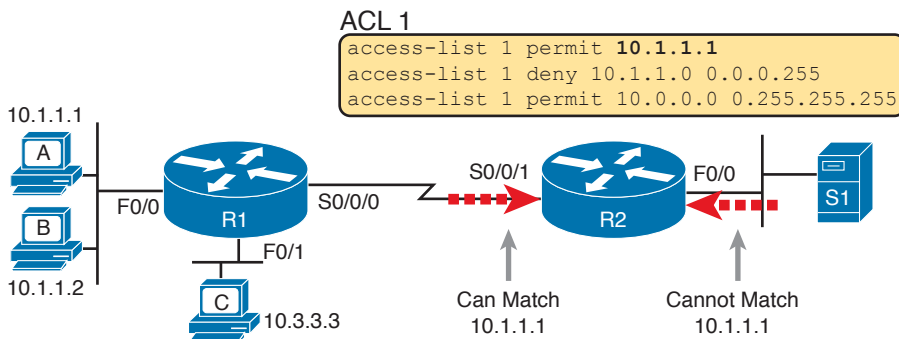 ACL 1
access-list 1 permit 10.1.1.1
access-list 1 deny 10.1.1.0 0.0.0.255
access-list 1 permit 10.0.0.0 0.255.255.255
10.1.1.1
A
B
10.1.1.2
F0/0
R1
S0/0/0
F0/1
C
10.3.3.3
S0/0/1
R2
F0/0
S1
Can Match
10.1.1.1
Cannot Match
10.1.1.1